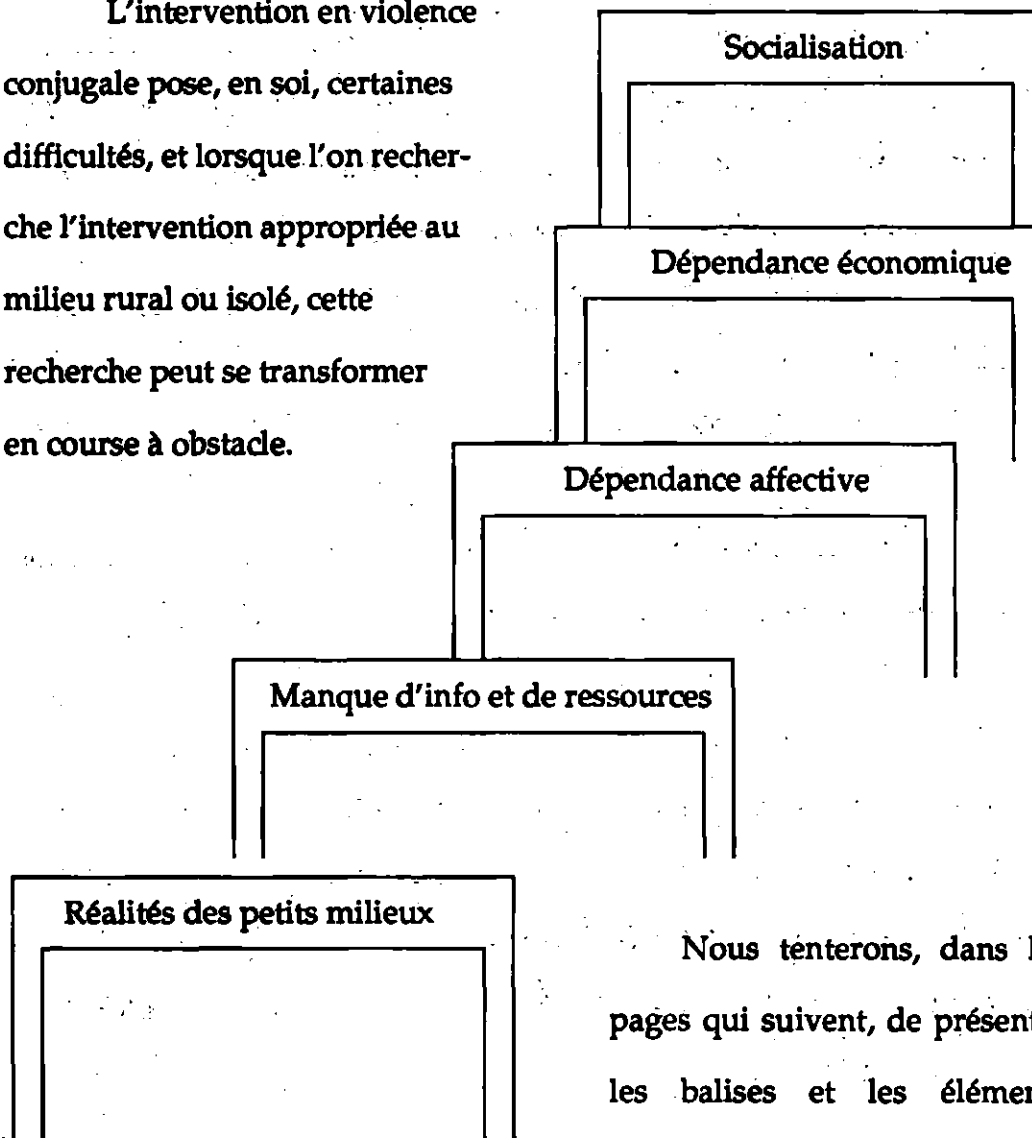 L'intervention en violence
conjugale pose, en soi, certaines
difficultés, et lorsque l'on recher-
che l'intervention appropriée au
milieu rural ou isolé, cette
recherche peut se transformer
en course à obstacle.
Socialisation
Dépendance économique
Dépendance affective
Manque d'info et de ressources
Réalités des petits milieux
Nous tenterons, dans
pages qui suivent, de
les balises et les